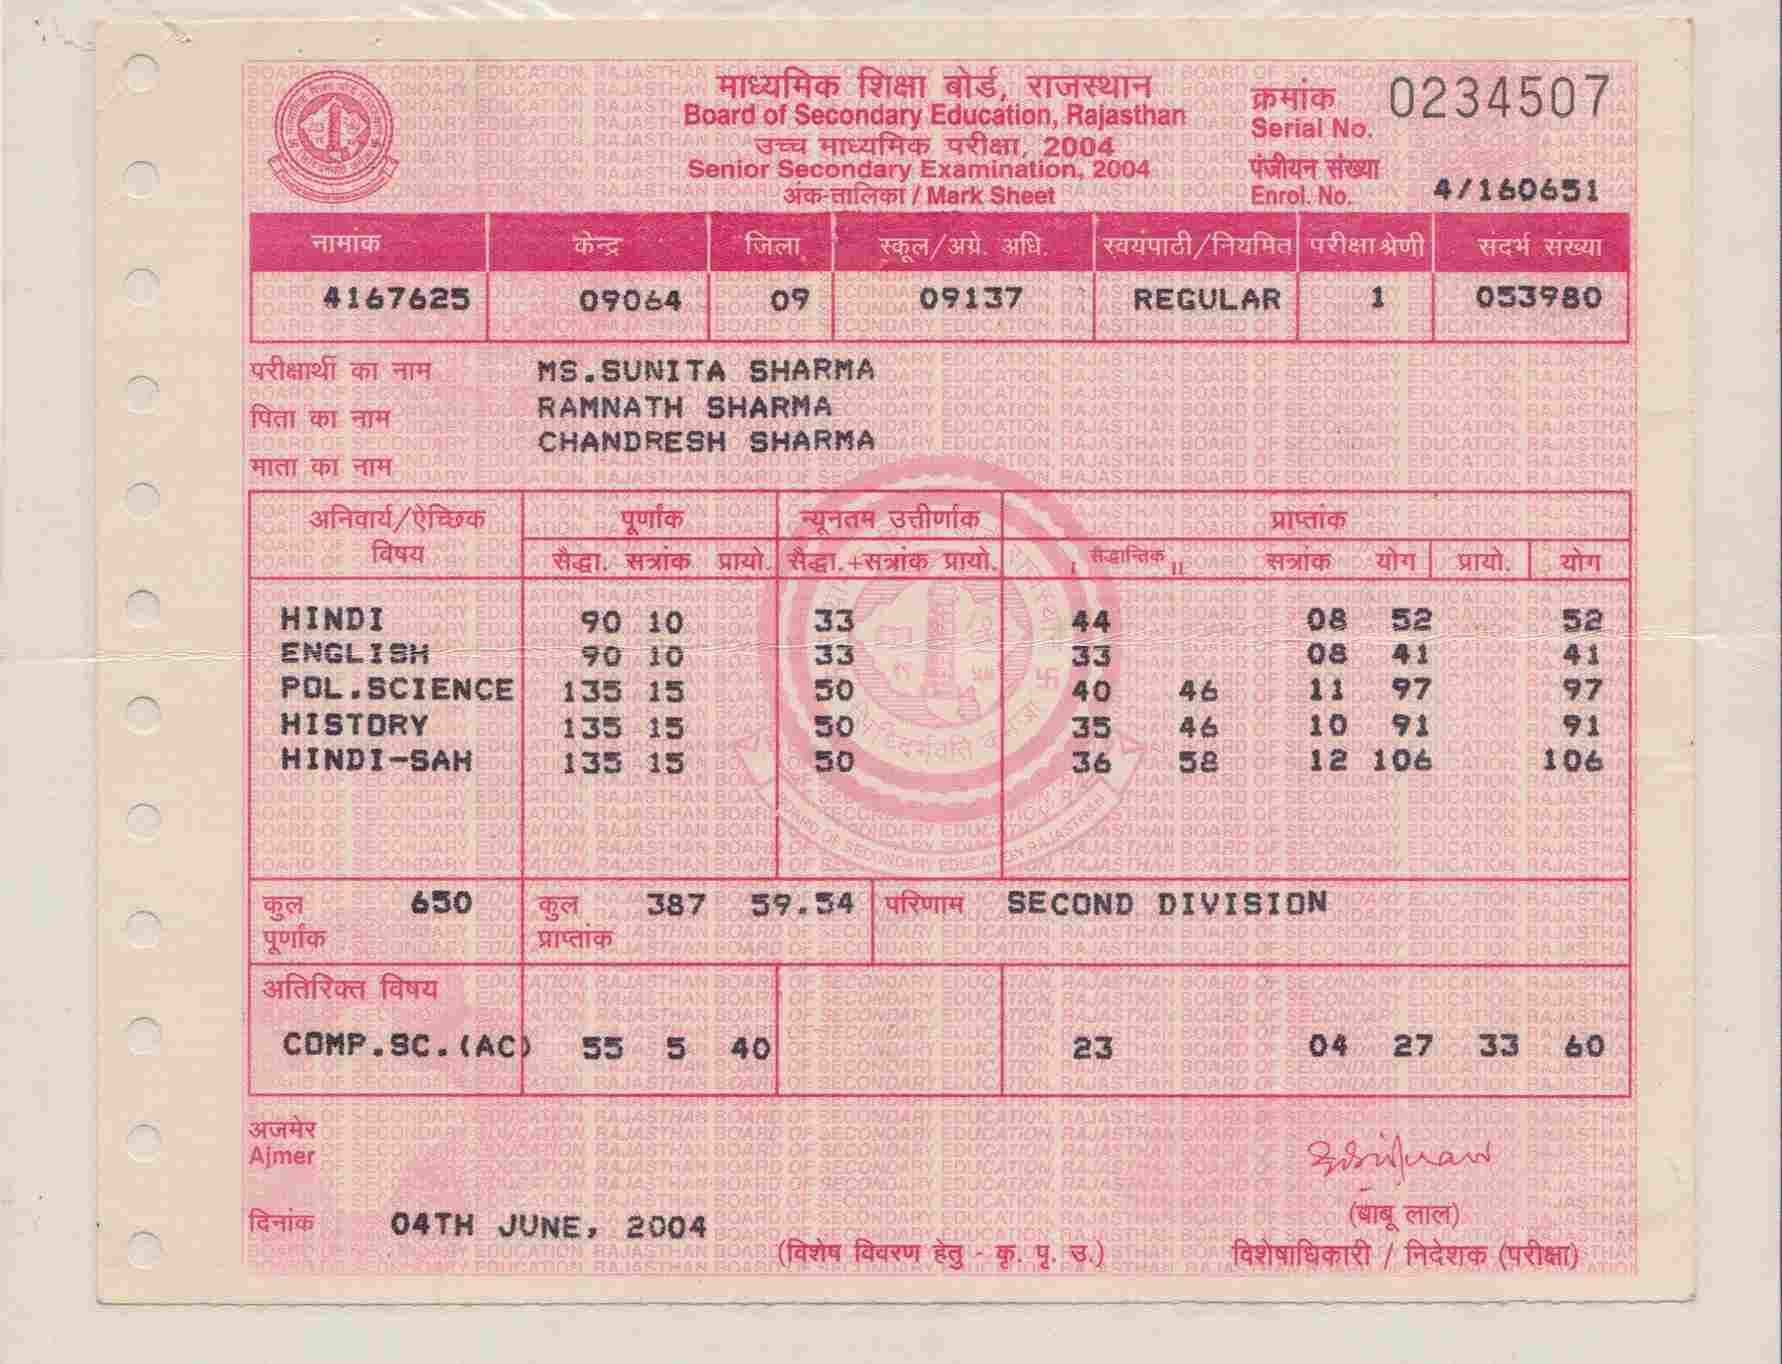 माध्यमिक शिक्षा बोर्ड, राजस्थान
Board of Secondary Education, Rajasthan
उच्च माध्यमिक परीक्षा, 2004
Senior Secondary Examination, 2004
अंक-तालिका / Mark Sheet
क्रमांक 0234507
Serial No.
पंजीयन संख्या
Enrol. No. 4/160651
नामांक केन्द्र जिला स्कूल/अग्रे. अधि. स्वयंपाठी/नियमित परीक्षा श्रेणी संदर्भ संख्या
4167625 09064 09 09137 REGULAR 1 053980
परीक्षार्थी का नाम MS.SUNITA SHARMA
पिता का नाम RAMNATH SHARMA
माता का नाम CHANDRESH SHARMA
अनिवार्य/ऐच्छिक पूर्णांक न्यूनतम उत्तीर्णांक प्राप्तांक
विषय सैद्धा. सत्रांक प्रायो. सैद्धा.+सत्रांक प्रायो. I सैद्धान्तिक II सत्रांक योग प्रायो. योग
HINDI 90 10 33 44 08 52 52
ENGLISH 90 10 33 33 08 41 41
POL.SCIENCE 135 15 50 40 46 11 97 97
HISTORY 135 15 50 35 46 10 91 91
HINDI-SAH 135 15 50 36 58 12 106 106
BOARD OF SECONDARY EDUCATION RAJASTHAN
कुल 650 कुल 387 59.54 परिणाम SECOND DIVISION
पूर्णांक प्राप्तांक
अतिरिक्त विषय
COMP.SC.(AC) 55 5 40 23 04 27 33 60
अजमेर
Ajmer
(बाबू लाल)
दिनांक 04TH JUNE, 2004
(विशेष विवरण हेतु - कृ. पृ. उ.) विशेषाधिकारी / निदेशक (परीक्षा)